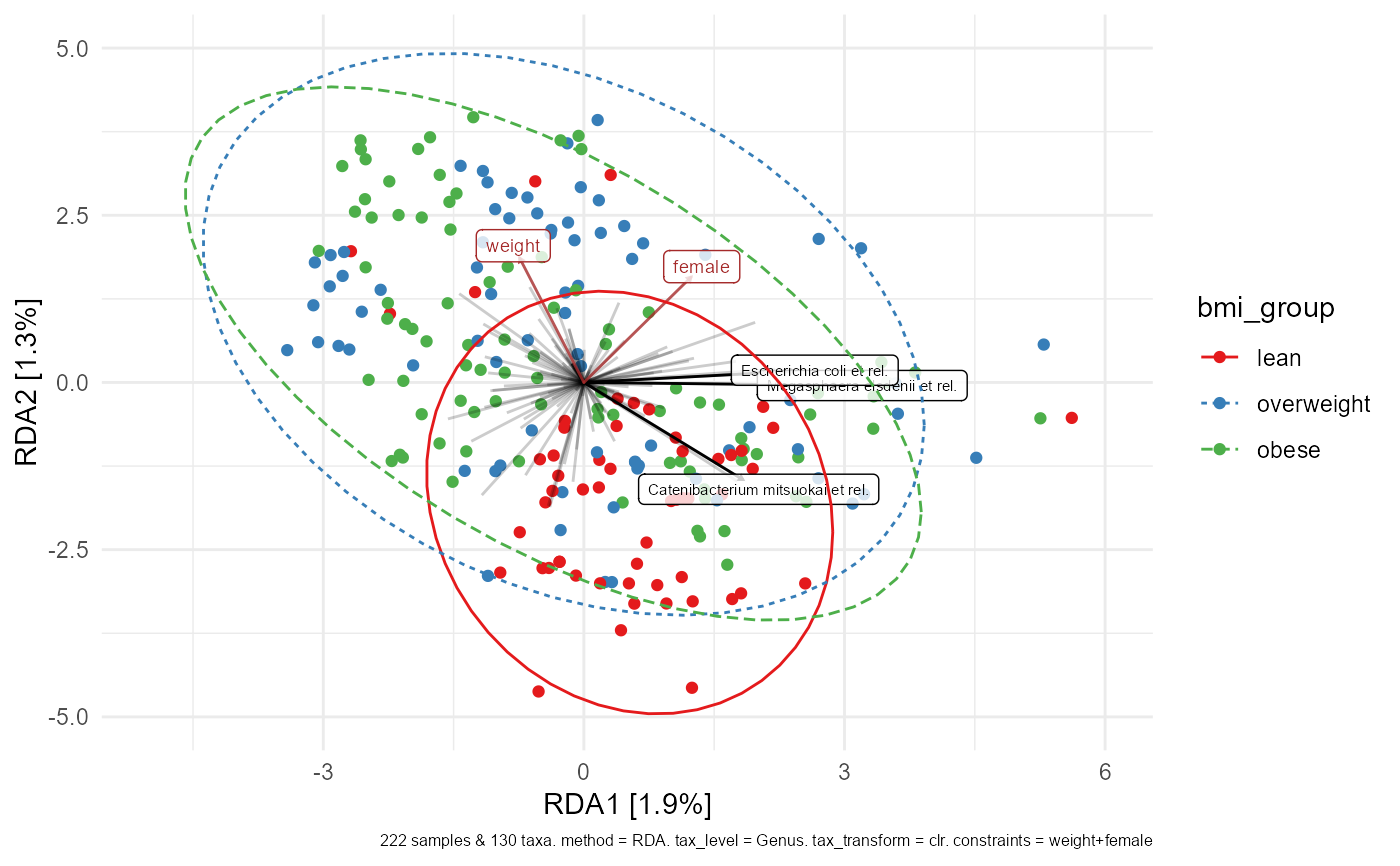 5.0
2.5
0.0
-2.5
-5.0
RDA2 [1.3%]
weight
female
Escherichia coli et rel.
Megasphaera elsdenii et rel.
Catenibacterium mitsuokai et rel.
-3
0
3
6
RDA1 [1.9%]
222 samples & 130 taxa. method = RDA. tax_level = Genus. tax_transform = clr. constraints = weight+female
bmi_group
lean
overweight
obese